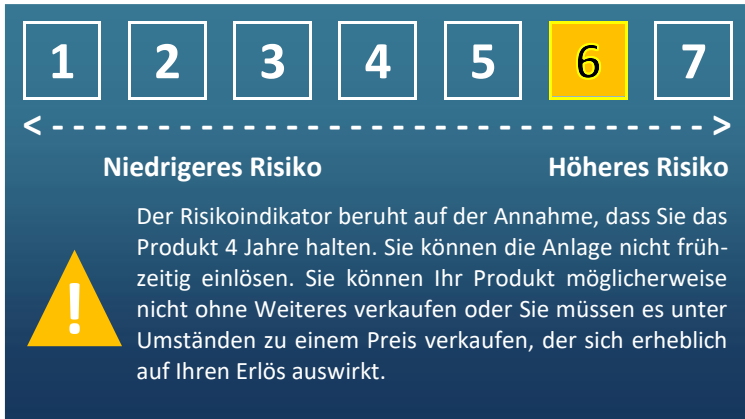 1 2 3 4 5 6 7
< - - - - - - - - - - - - - - - - - - - - - - - - - - - - - - - >
Niedrigeres Risiko Höheres Risiko
Der Risikoindikator beruht auf der Annahme, dass Sie das
Produkt 4 Jahre halten. Sie können die Anlage nicht früh-
zeitig einlösen. Sie können Ihr Produkt möglicherweise
nicht ohne Weiteres verkaufen oder Sie müssen es unter
Umständen zu einem Preis verkaufen, der sich erheblich
auf Ihren Erlös auswirkt.
!